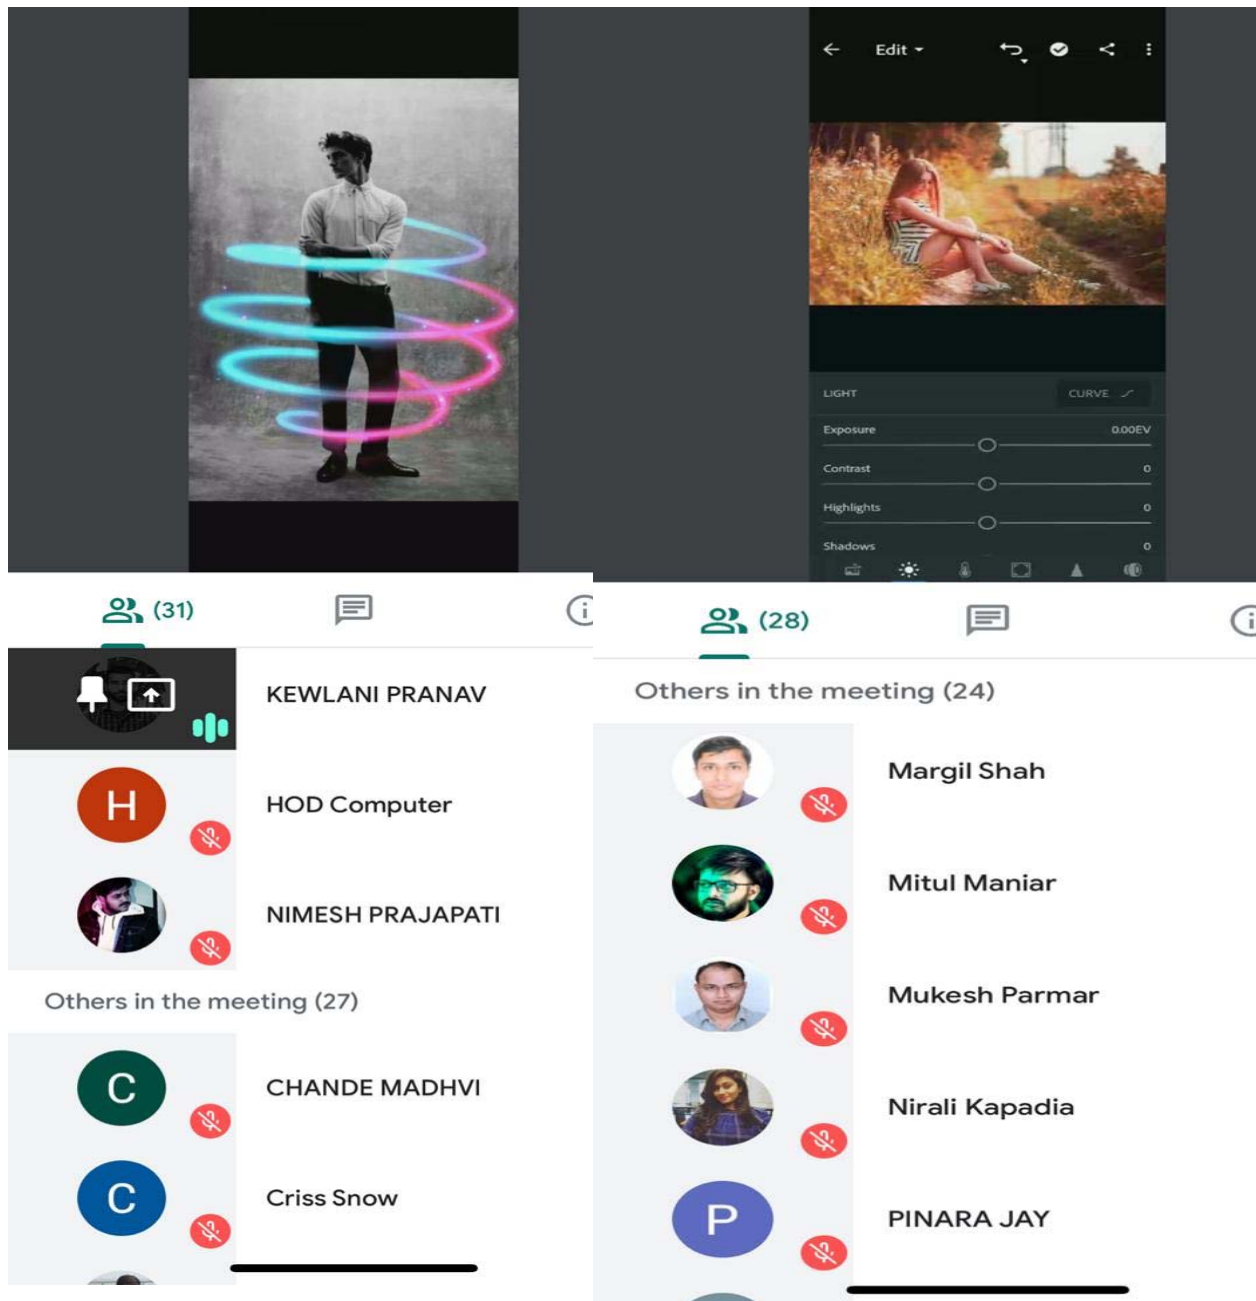 (31)
KEWLANI PRANAV
H
HOD Computer
NIMESH PRAJAPATI
Others in the meeting (27)
C
CHANDE MADHVI
C
Criss Snow
Edit
LIGHT
CURVE
Exposure 0.00EV
Contrast 0
Highlights 0
Shadows 0
(28)
Others in the meeting (24)
Margil Shah
Mitul Maniar
Mukesh Parmar
Nirali Kapadia
P
PINARA JAY